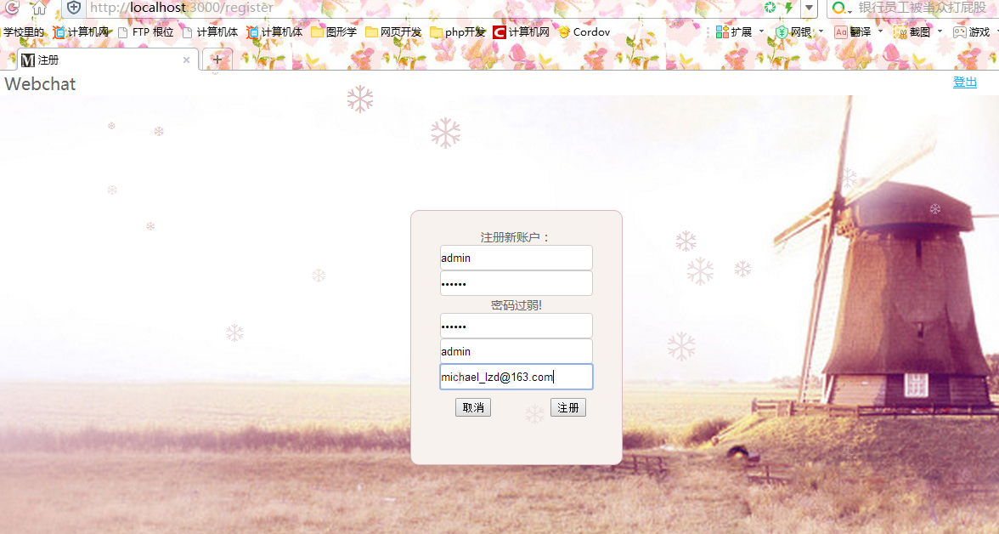 http://localhost:3000/register 银行员工被当众打屁股
学校里的 计算机网 FTP 根位 计算机体 计算机体 图形学 网页开发 php开发 计算机网 Cordov 扩展 网银 Aあ 翻译 截图 游戏
M 注册 × +
Webchat 登出
注册新账户：
admin
••••••
密码过弱!
••••••
admin
michael_lzd@163.com
取消 注册